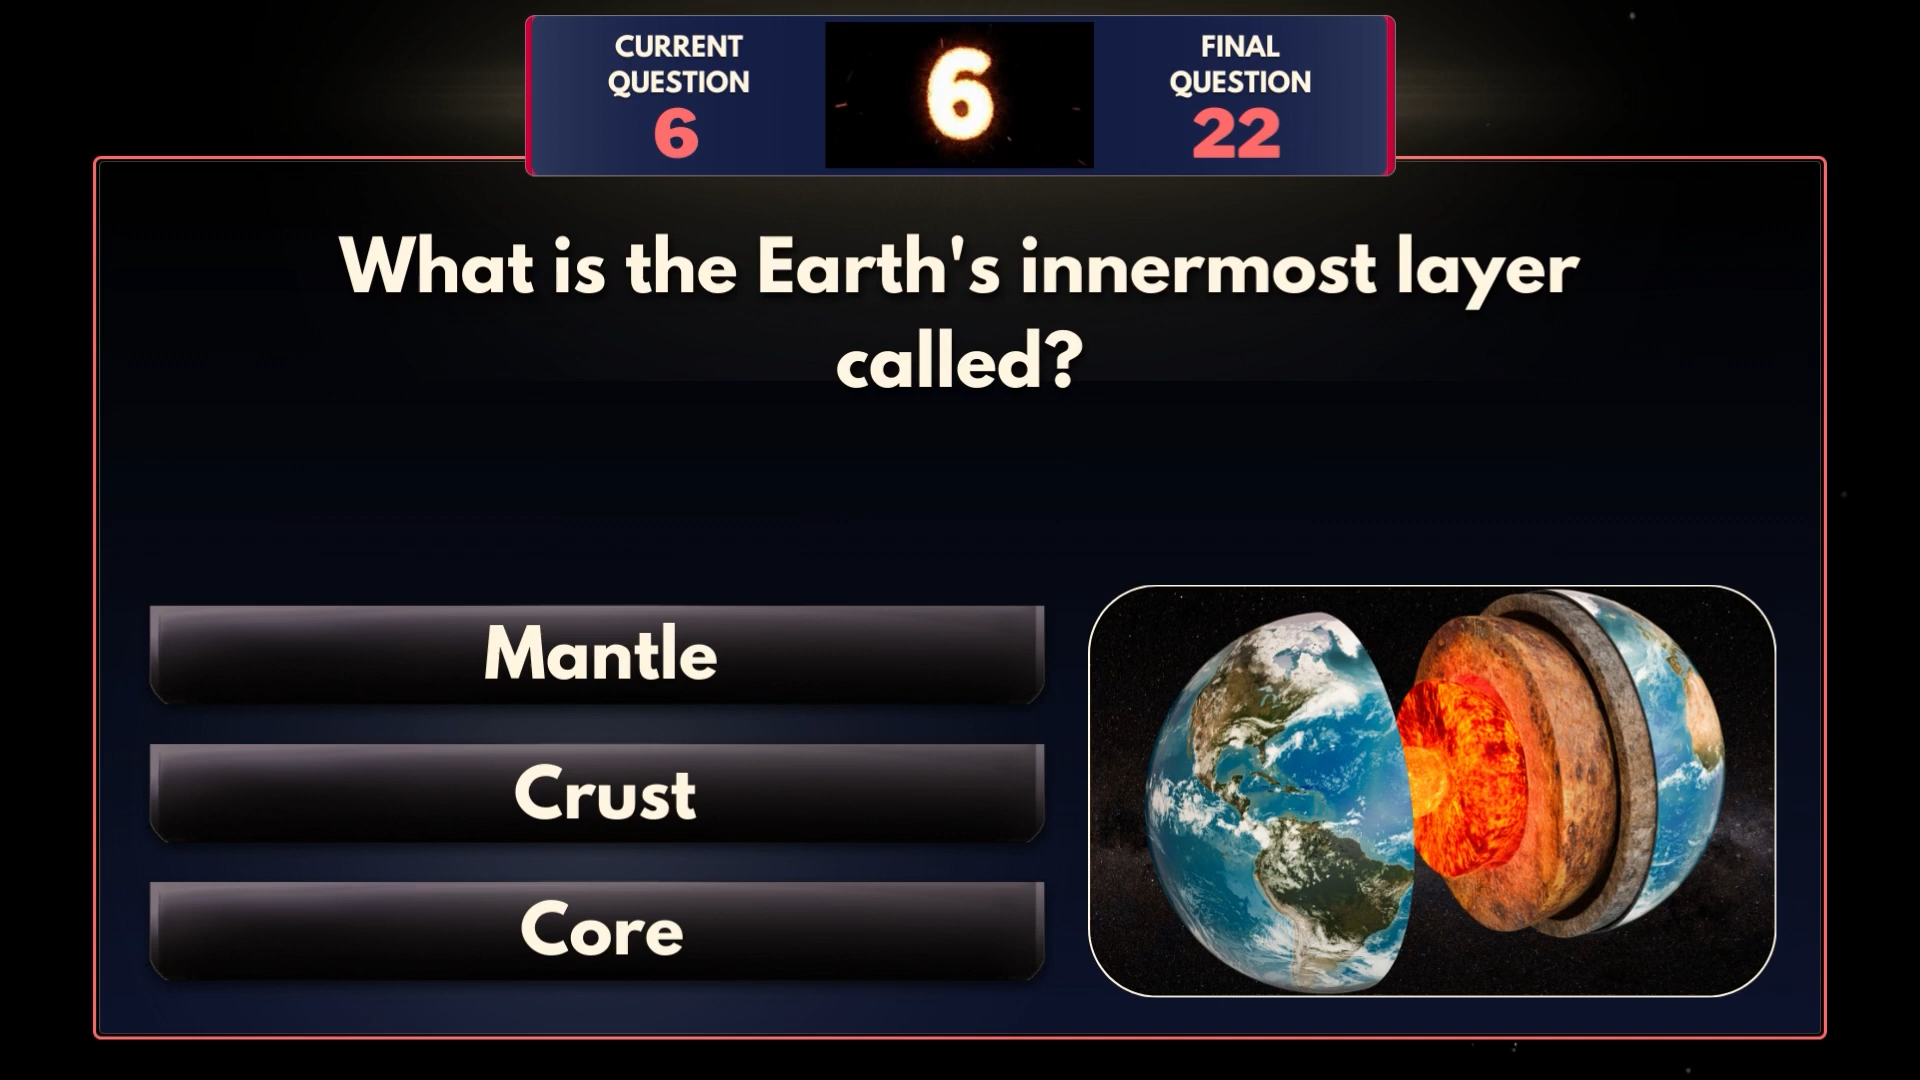 CURRENT
QUESTION
6
6
FINAL
QUESTION
22
What is the Earth's innermost layer
called?
Mantle
Crust
Core